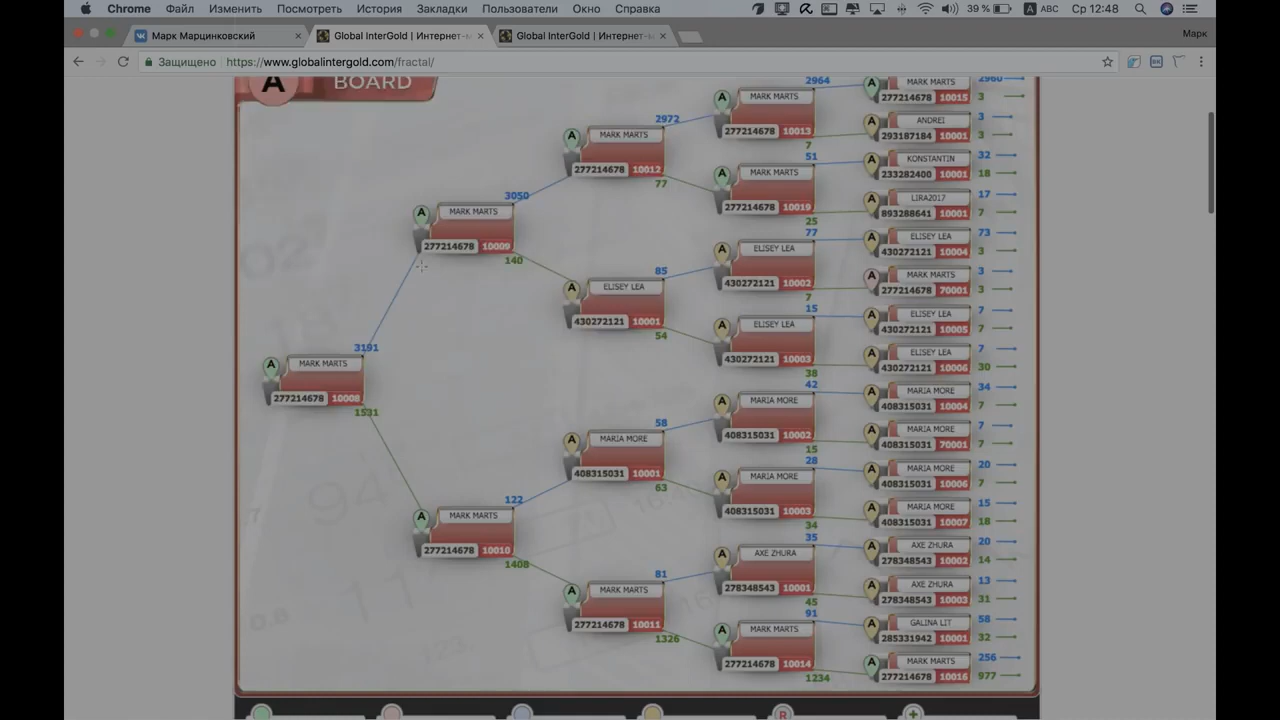 Chrome Файл Изменить Посмотреть История Закладки Пользователи Окно Справка 39 % A ABC Ср 12:48
Марк Марцинковский × Global InterGold | Интернет-м × Global InterGold | Интернет-м × Марк
Защищено https://www.globalintergold.com/fractal/
A BOARD
A MARK MARTS 277214678 10008
3191
1531
A MARK MARTS 277214678 10009
3050
140
A MARK MARTS 277214678 10010
122
1408
A MARK MARTS 277214678 10012
2972
77
A ELISEY LEA 430272121 10001
85
54
A MARIA MORE 408315031 10001
58
63
A MARK MARTS 277214678 10011
81
1326
A MARK MARTS 277214678 10013
2964
7
A MARK MARTS 277214678 10019
51
25
A ELISEY LEA 430272121 10002
77
7
A ELISEY LEA 430272121 10003
15
38
A MARIA MORE 408315031 10002
42
15
A MARIA MORE 408315031 10003
28
34
A AXE ZHURA 278348543 10001
35
45
A MARK MARTS 277214678 10014
91
1234
A MARK MARTS 277214678 10015
2960
3
A ANDREI 293187184 10001
3
3
A KONSTANTIN 233282400 10001
32
18
A LIRA2017 893288641 10001
17
7
A ELISEY LEA 430272121 10004
73
3
A MARK MARTS 277214678 70001
3
3
A ELISEY LEA 430272121 10005
7
7
A ELISEY LEA 430272121 10006
7
30
A MARIA MORE 408315031 10004
34
7
A MARIA MORE 408315031 70001
7
7
A MARIA MORE 408315031 10006
20
7
A MARIA MORE 408315031 10007
15
18
A AXE ZHURA 278348543 10002
20
14
A AXE ZHURA 278348543 10003
13
31
A GALINA LIT 285331942 10001
58
32
A MARK MARTS 277214678 10016
256
977
R